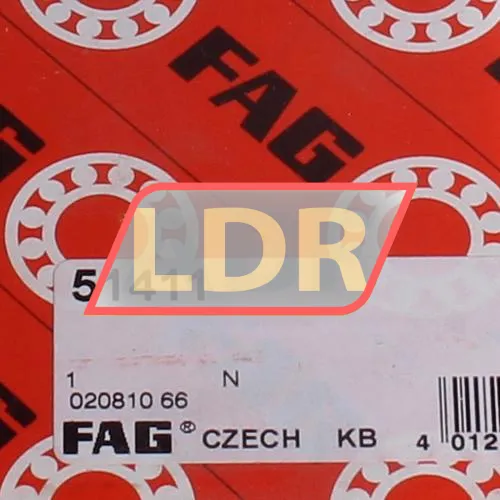 FAG
LDR
51411
1 N
020810 66
FAG® CZECH KB 4 012